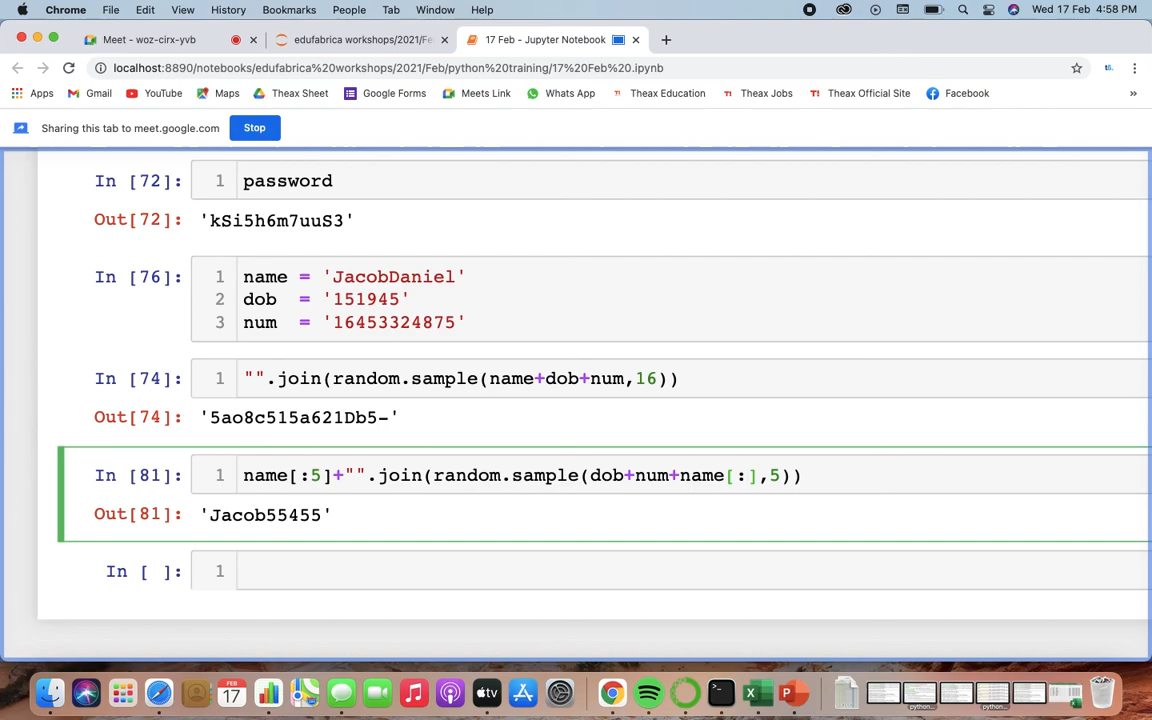 Chrome File Edit View History Bookmarks People Tab Window Help Wed 17 Feb 4:58 PM
Meet - woz-cirx-yvb edufabrica workshops/2021/Fe 17 Feb - Jupyter Notebook
localhost:8890/notebooks/edufabrica%20workshops/2021/Feb/python%20training/17%20Feb%20.ipynb
Apps Gmail YouTube Maps Theax Sheet Google Forms Meets Link Whats App Theax Education Theax Jobs Theax Official Site Facebook »
Sharing this tab to meet.google.com Stop
In [72]: 1 password
Out[72]: 'kSi5h6m7uuS3'
In [76]: 1 name = 'JacobDaniel'
2 dob = '151945'
3 num = '16453324875'
In [74]: 1 "".join(random.sample(name+dob+num,16))
Out[74]: '5ao8c515a621Db5-'
In [81]: 1 name[:5]+"".join(random.sample(dob+num+name[:],5))
Out[81]: 'Jacob55455'
In [ ]: 1
FEB
17